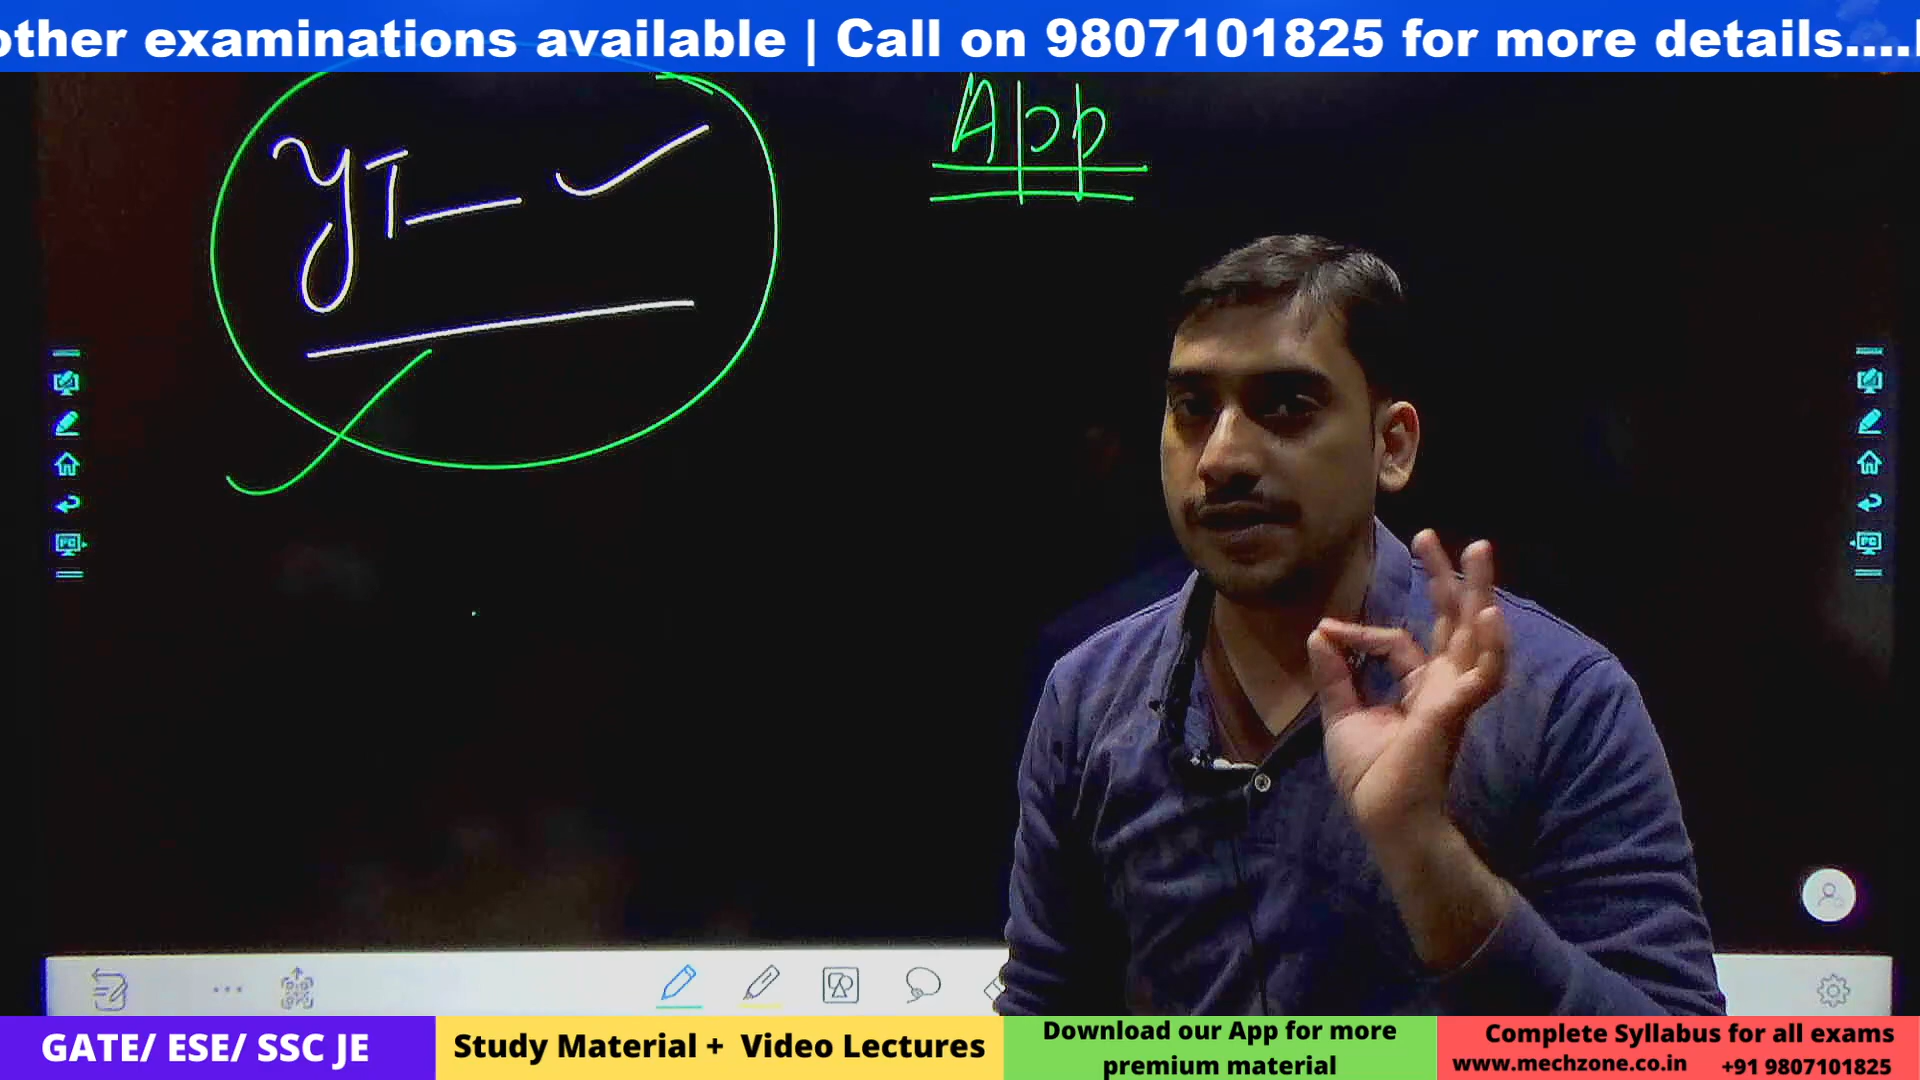 other examinations available | Call on 9807101825 for more details....
YT
App
GATE/ ESE/ SSC JE
Study Material + Video Lectures
Download our App for more
premium material
Complete Syllabus for all exams
www.mechzone.co.in +91 9807101825